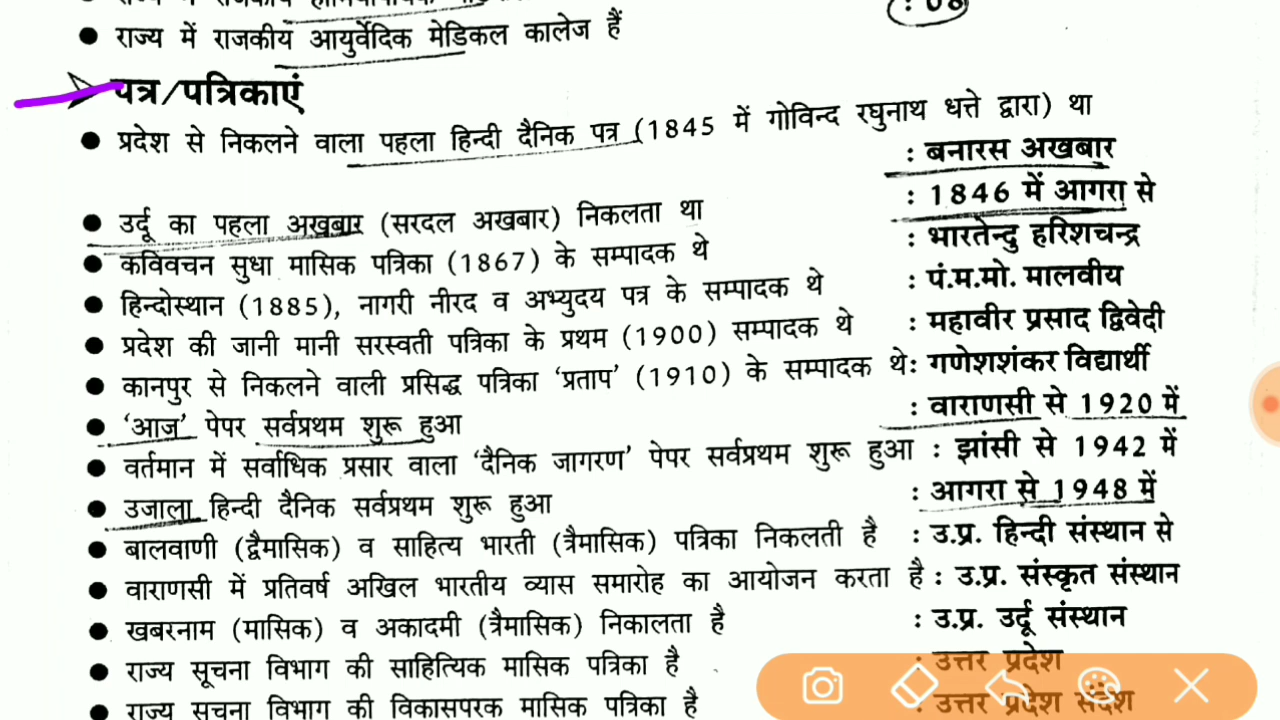 : 08
● राज्य में राजकीय आयुर्वेदिक मेडिकल कालेज हैं
➢ पत्र/पत्रिकाएं
● प्रदेश से निकलने वाला पहला हिन्दी दैनिक पत्र (1845 में गोविन्द रघुनाथ धत्ते द्वारा) था : बनारस अखबार
● उर्दू का पहला अखबार (सरदल अखबार) निकलता था : 1846 में आगरा से
● कविवचन सुधा मासिक पत्रिका (1867) के सम्पादक थे : भारतेन्दु हरिशचन्द्र
● हिन्दोस्थान (1885), नागरी नीरद व अभ्युदय पत्र के सम्पादक थे : पं.म.मो. मालवीय
● प्रदेश की जानी मानी सरस्वती पत्रिका के प्रथम (1900) सम्पादक थे : महावीर प्रसाद द्विवेदी
● कानपुर से निकलने वाली प्रसिद्ध पत्रिका ‘प्रताप’ (1910) के सम्पादक थे: गणेशशंकर विद्यार्थी
● ‘आज’ पेपर सर्वप्रथम शुरू हुआ : वाराणसी से 1920 में
● वर्तमान में सर्वाधिक प्रसार वाला ‘दैनिक जागरण’ पेपर सर्वप्रथम शुरू हुआ : झांसी से 1942 में
● उजाला हिन्दी दैनिक सर्वप्रथम शुरू हुआ : आगरा से 1948 में
● बालवाणी (द्वैमासिक) व साहित्य भारती (त्रैमासिक) पत्रिका निकलती है : उ.प्र. हिन्दी संस्थान से
● वाराणसी में प्रतिवर्ष अखिल भारतीय व्यास समारोह का आयोजन करता है : उ.प्र. संस्कृत संस्थान
● खबरनाम (मासिक) व अकादमी (त्रैमासिक) निकालता है : उ.प्र. उर्दू संस्थान
● राज्य सूचना विभाग की साहित्यिक मासिक पत्रिका है : उत्तर प्रदेश
● राज्य सूचना विभाग की विकासपरक मासिक पत्रिका है : उत्तर प्रदेश संदेश